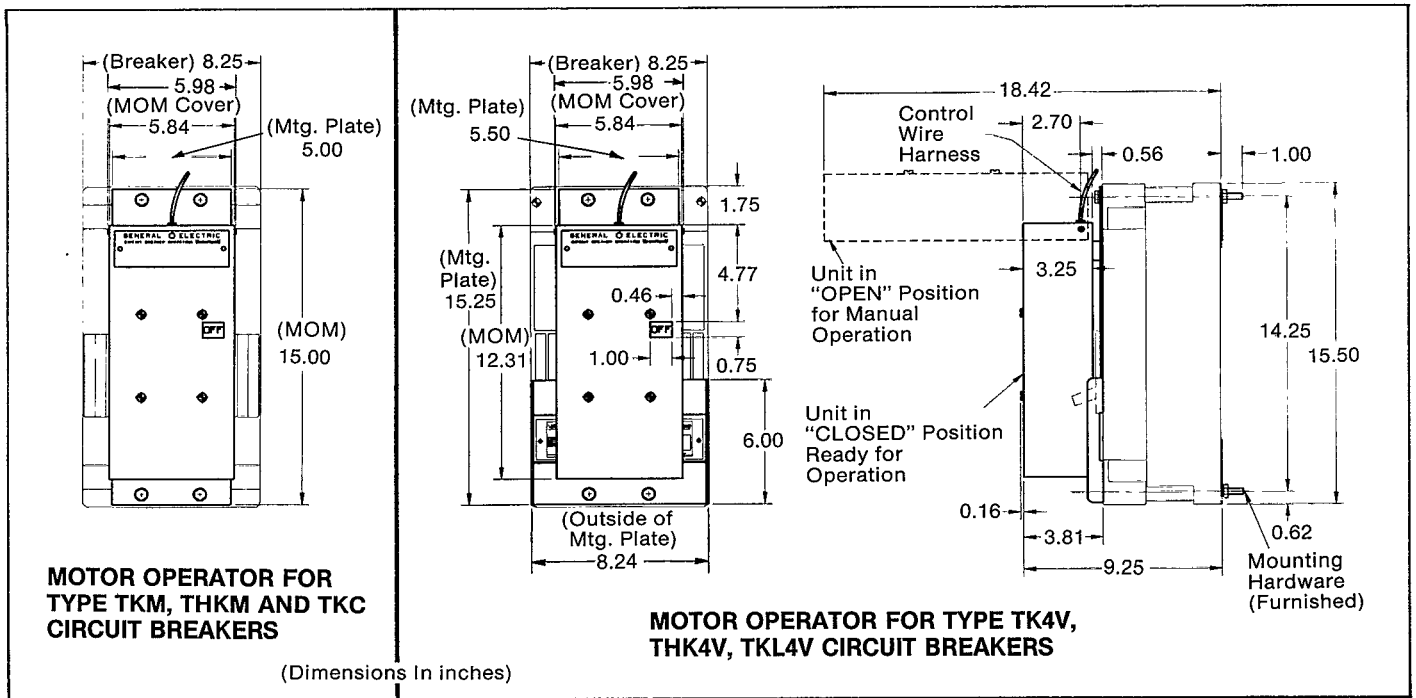 (Breaker) 8.25
5.98
(MOM Cover)
5.84
(Mtg. Plate)
5.00
GENERAL ELECTRIC
OFF
(MOM)
15.00
MOTOR OPERATOR FOR
TYPE TKM, THKM AND TKC
CIRCUIT BREAKERS
(Breaker) 8.25
5.98
(Mtg. Plate)
(MOM Cover)
5.50
5.84
1.75
GENERAL ELECTRIC
(Mtg.
Plate)
15.25
4.77
0.46
OFF
(MOM)
12.31
1.00
0.75
6.00
(Outside of
Mtg. Plate)
8.24
18.42
Control
Wire
Harness
2.70
0.56
1.00
Unit in
"OPEN" Position
for Manual
Operation
3.25
14.25
15.50
Unit in
"CLOSED" Position
Ready for
Operation
0.16
3.81
0.62
9.25
Mounting
Hardware
(Furnished)
MOTOR OPERATOR FOR TYPE TK4V,
THK4V, TKL4V CIRCUIT BREAKERS
(Dimensions In inches)